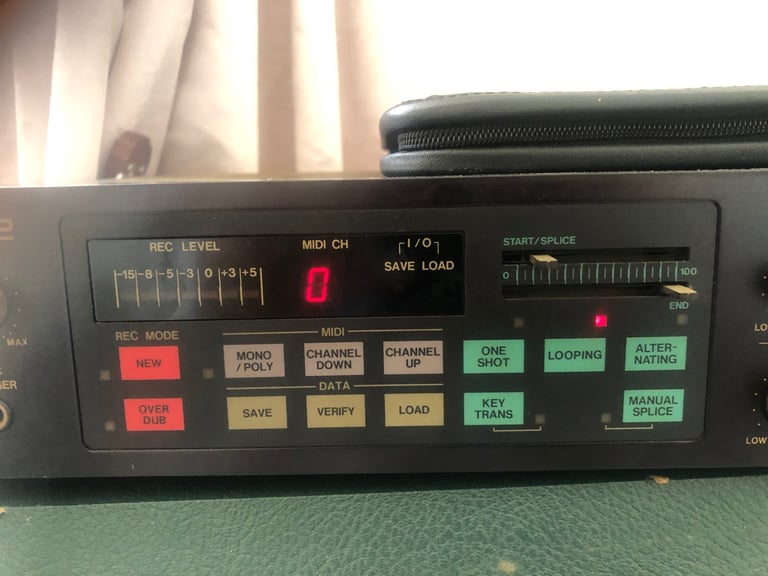 REC LEVEL
-15 -8 -5 -3 0 +3 +5
MIDI CH
0
I/O
SAVE LOAD
START/SPLICE
0 100
END
2
MAX
REC MODE
NEW
OVER
DUB
MIDI
MONO
/POLY
CHANNEL
DOWN
CHANNEL
UP
DATA
SAVE
VERIFY
LOAD
ONE
SHOT
LOOPING
ALTER-
NATING
KEY
TRANS
MANUAL
SPLICE
LOW